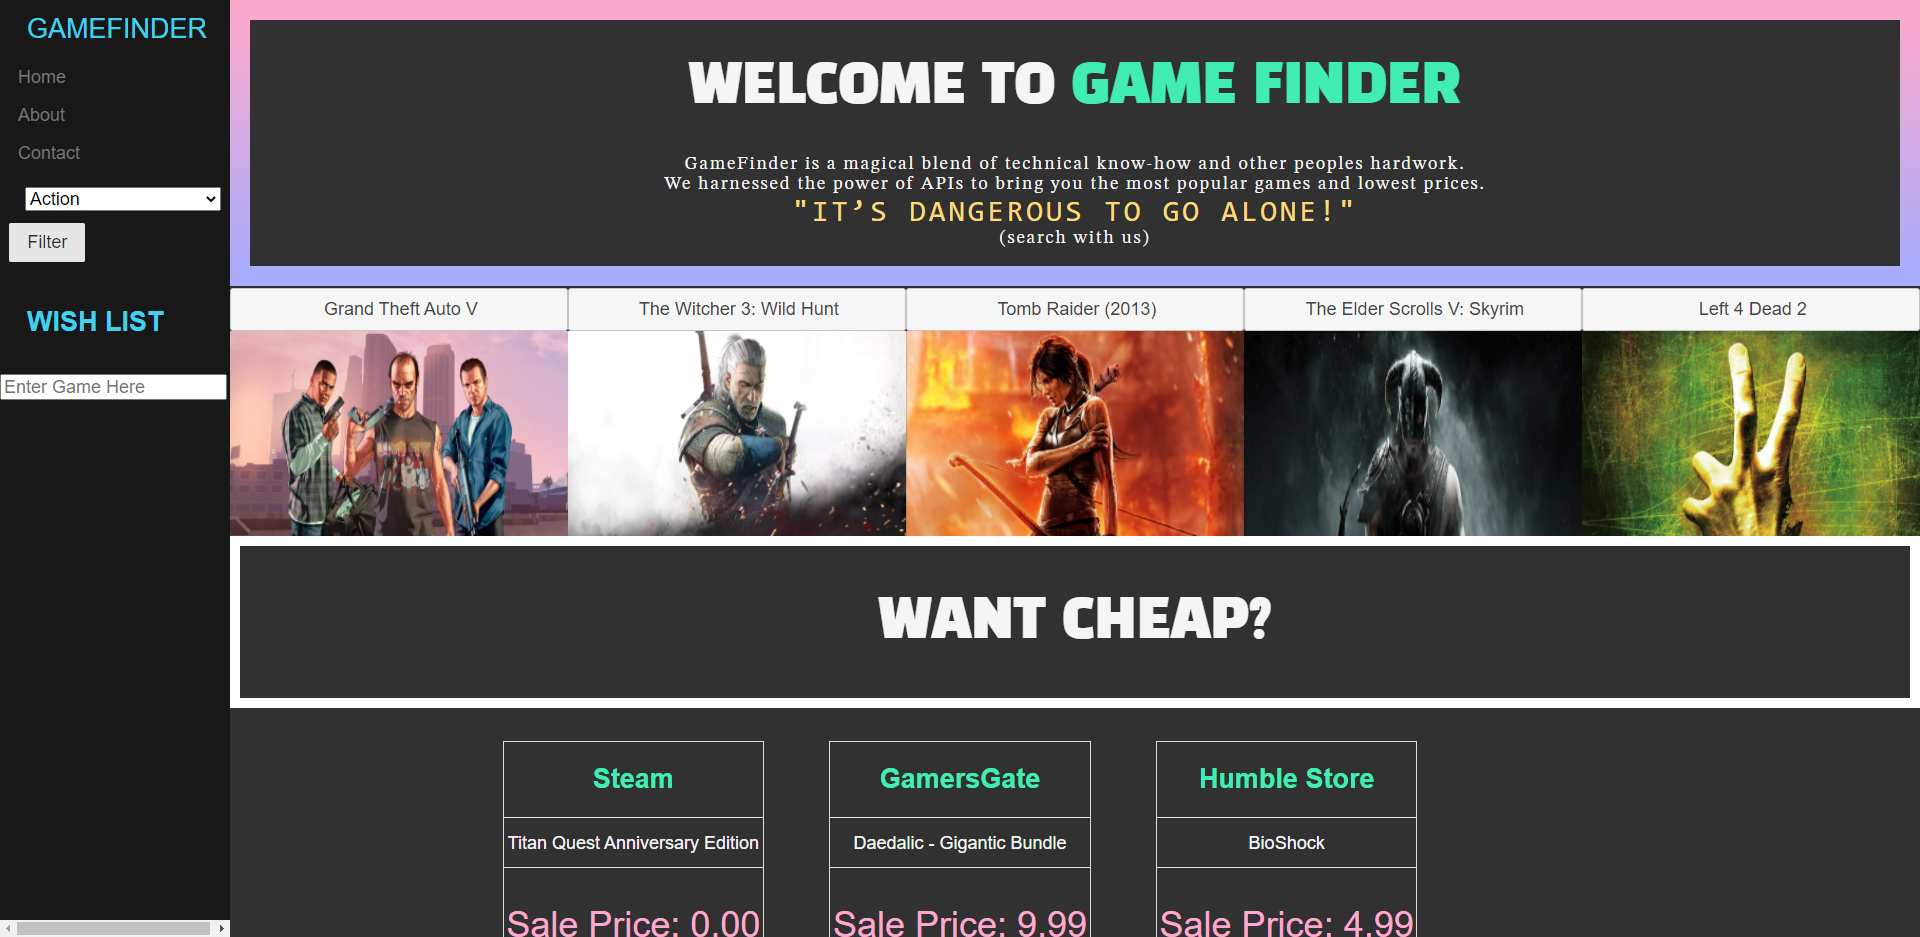 GAMEFINDER
Home
About
Contact
Action
Filter
WISH LIST
Enter Game Here
WELCOME TO GAME FINDER
GameFinder is a magical blend of technical know-how and other peoples hardwork.
We harnessed the power of APIs to bring you the most popular games and lowest prices.
"IT’S DANGEROUS TO GO ALONE!"
(search with us)
Grand Theft Auto V
The Witcher 3: Wild Hunt
Tomb Raider (2013)
The Elder Scrolls V: Skyrim
Left 4 Dead 2
WANT CHEAP?
Steam
Titan Quest Anniversary Edition
Sale Price: 0.00
GamersGate
Daedalic - Gigantic Bundle
Sale Price: 9.99
Humble Store
BioShock
Sale Price: 4.99